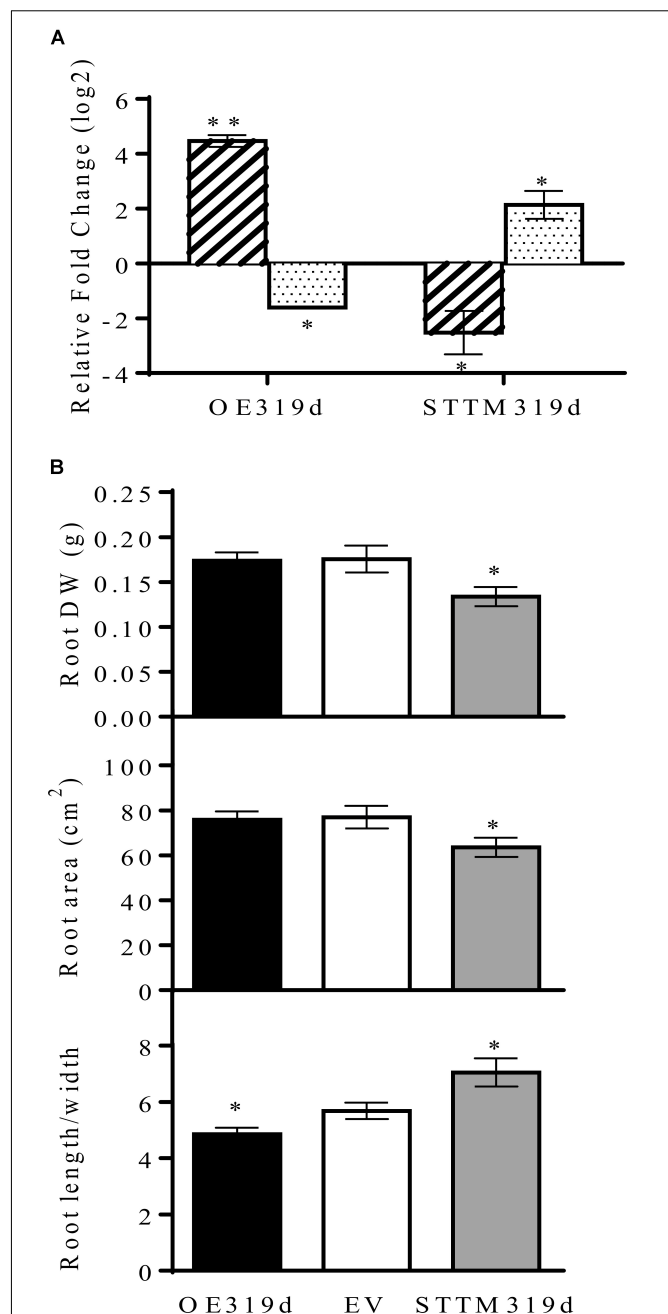 A
Relative Fold Change (log2)
6
4
2
0
-2
-4
* *
*
*
*
OE319d
STTM319d
B
Root DW (g)
0.25
0.20
0.15
0.10
0.05
0.00
*
Root area (cm²)
100
80
60
40
20
0
*
Root length/width
8
6
4
2
0
*
*
OE319d
EV
STTM319d